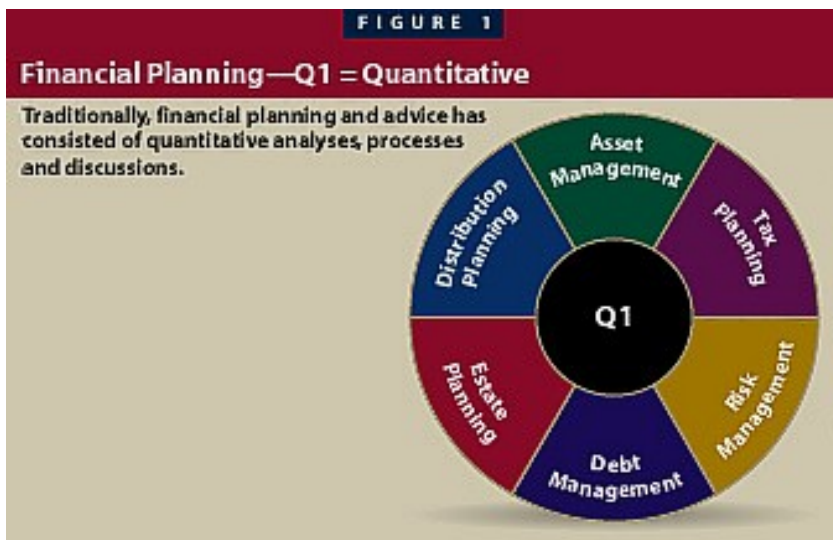 FIGURE 1
Financial Planning—Q1 = Quantitative
Traditionally, financial planning and advice has
consisted of quantitative analyses, processes
and discussions.
Asset
Management
Tax
Planning
Risk
Management
Debt
Management
Estate
Planning
Distribution
Planning
Q1